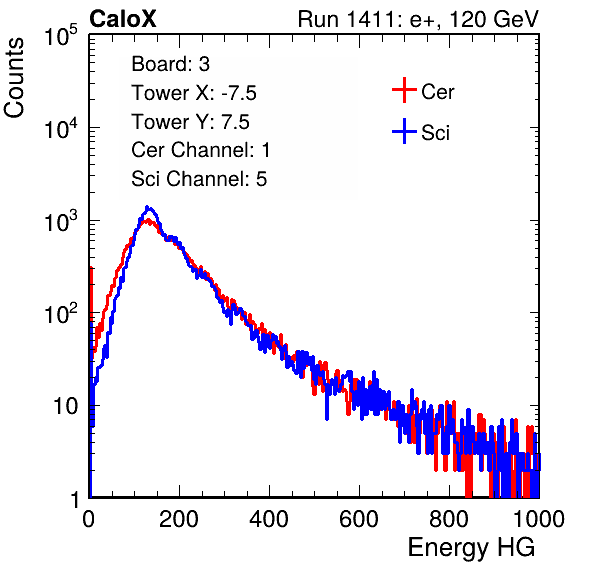 CaloX Run 1411: e+, 120 GeV
Counts
Board: 3
Tower X: -7.5
Tower Y: 7.5
Cer Channel: 1
Sci Channel: 5
Cer
Sci
10^5
10^4
10^3
10^2
10
1
0 200 400 600 800 1000
Energy HG